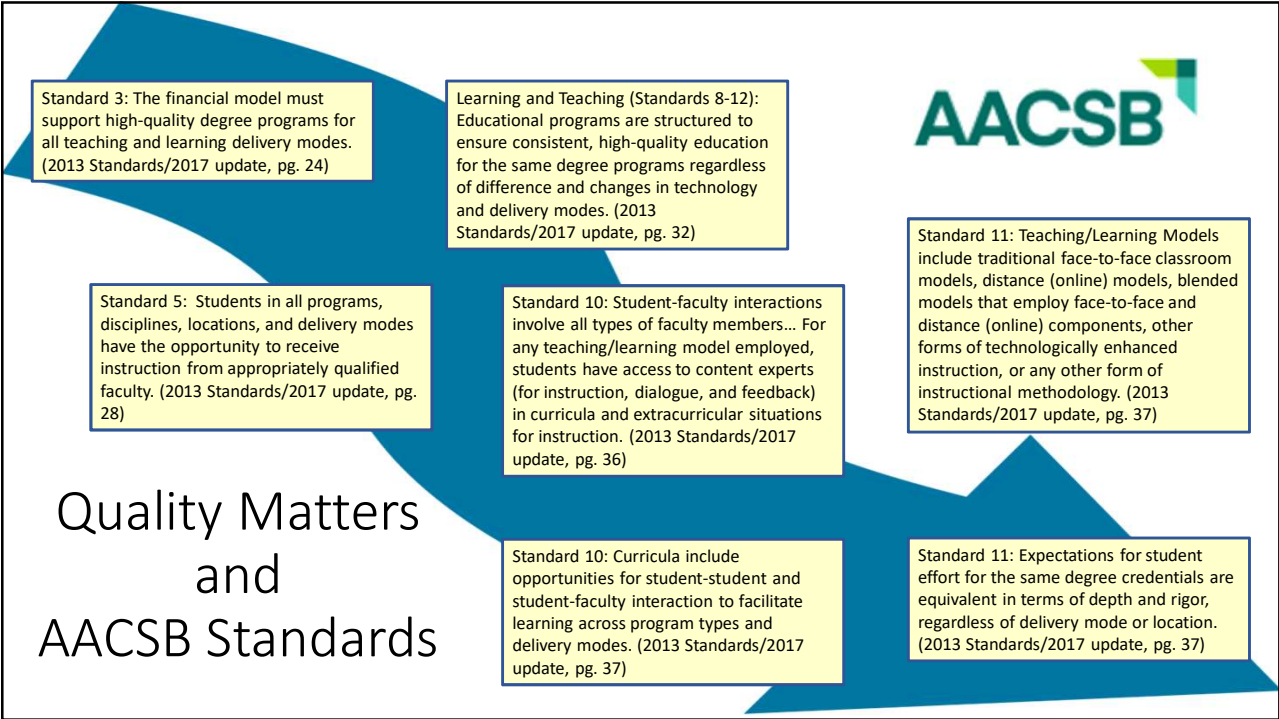 Standard 3: The financial model must
support high-quality degree programs for
all teaching and learning delivery modes.
(2013 Standards/2017 update, pg. 24)
Learning and Teaching (Standards 8-12):
Educational programs are structured to
ensure consistent, high-quality education
for the same degree programs regardless
of difference and changes in technology
and delivery modes. (2013
Standards/2017 update, pg. 32)
AACSB
Standard 5: Students in all programs,
disciplines, locations, and delivery modes
have the opportunity to receive
instruction from appropriately qualified
faculty. (2013 Standards/2017 update, pg.
28)
Standard 10: Student-faculty interactions
involve all types of faculty members… For
any teaching/learning model employed,
students have access to content experts
(for instruction, dialogue, and feedback)
in curricula and extracurricular situations
for instruction. (2013 Standards/2017
update, pg. 36)
Standard 11: Teaching/Learning Models
include traditional face-to-face classroom
models, distance (online) models, blended
models that employ face-to-face and
distance (online) components, other
forms of technologically enhanced
instruction, or any other form of
instructional methodology. (2013
Standards/2017 update, pg. 37)
Quality Matters
and
AACSB Standards
Standard 10: Curricula include
opportunities for student-student and
student-faculty interaction to facilitate
learning across program types and
delivery modes. (2013 Standards/2017
update, pg. 37)
Standard 11: Expectations for student
effort for the same degree credentials are
equivalent in terms of depth and rigor,
regardless of delivery mode or location.
(2013 Standards/2017 update, pg. 37)